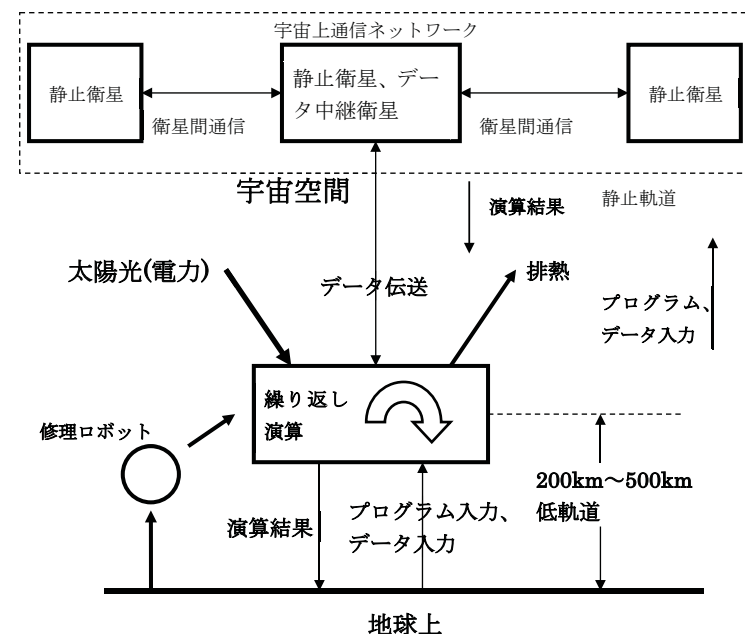 宇宙上通信ネットワーク
静止衛星
静止衛星、デー
タ中継衛星
静止衛星
衛星間通信
衛星間通信
宇宙空間
演算結果
静止軌道
太陽光(電力)
データ伝送
排熱
プログラム、
データ入力
繰り返し
演算
修理ロボット
200km～500km
低軌道
演算結果
プログラム入力、
データ入力
地球上